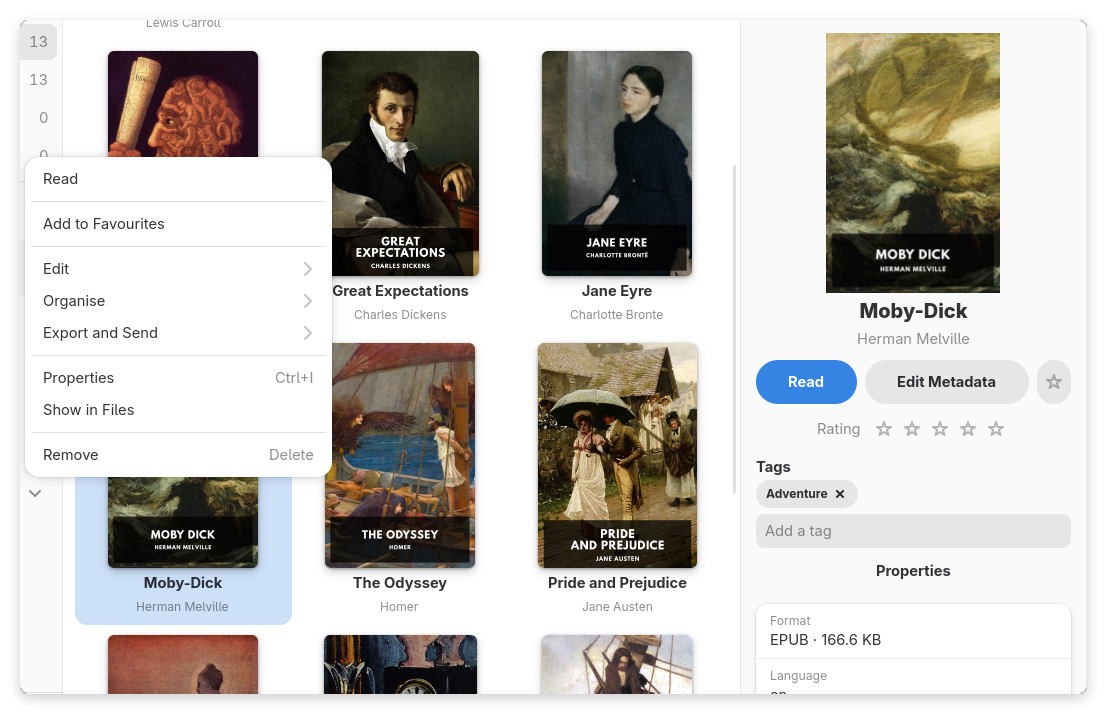 Lewis Carroll
13
13
0
0
Read
Add to Favourites
Edit
Organise
Export and Send
Properties Ctrl+I
Show in Files
Remove Delete
GREAT
EXPECTATIONS
CHARLES DICKENS
Great Expectations
Charles Dickens
JANE EYRE
CHARLOTTE BRONTË
Jane Eyre
Charlotte Bronte
MOBY DICK
HERMAN MELVILLE
Moby-Dick
Herman Melville
THE ODYSSEY
HOMER
The Odyssey
Homer
PRIDE
AND PREJUDICE
JANE AUSTEN
Pride and Prejudice
Jane Austen
MOBY DICK
HERMAN MELVILLE
Moby-Dick
Herman Melville
Read Edit Metadata
Rating
Tags
Adventure
Add a tag
Properties
Format
EPUB · 166.6 KB
Language
en